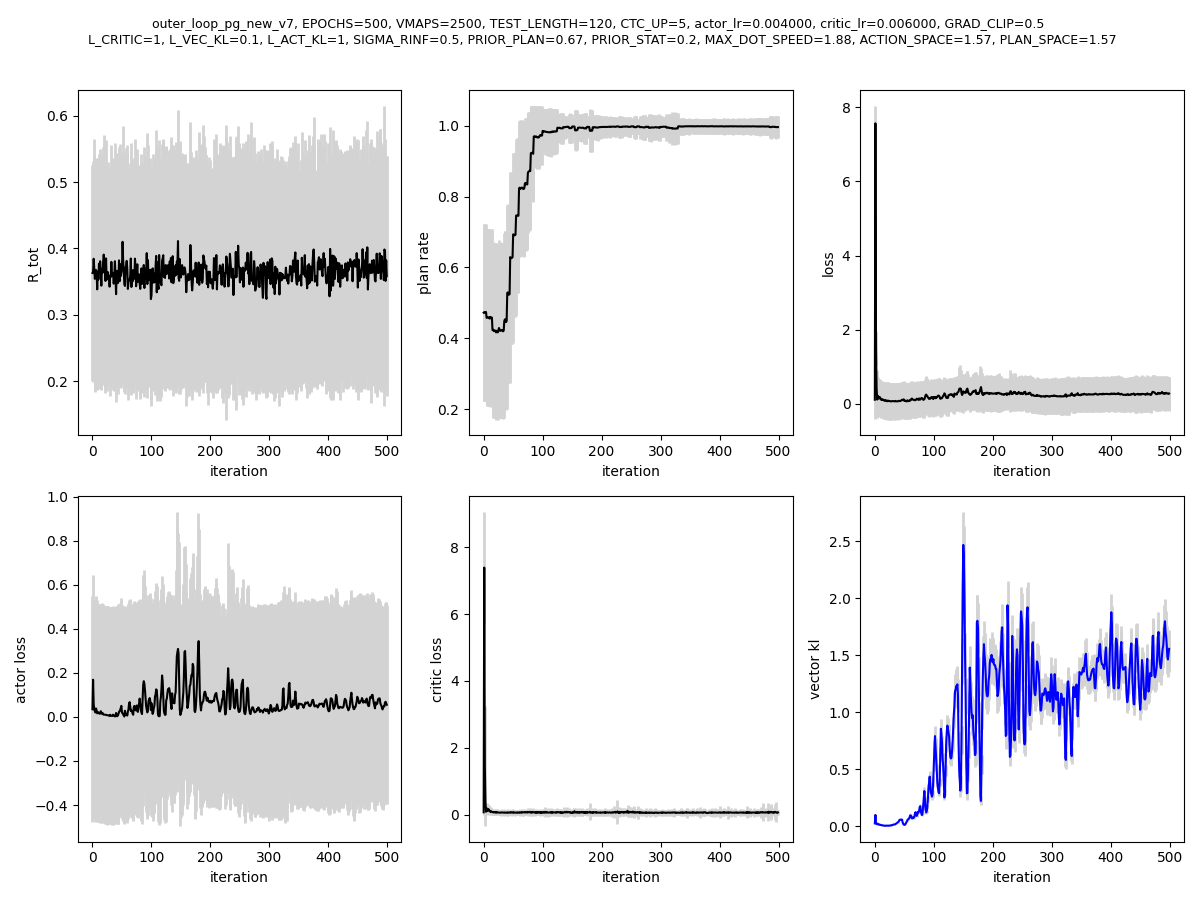 outer_loop_pg_new_v7, EPOCHS=500, VMAPS=2500, TEST_LENGTH=120, CTC_UP=5, actor_lr=0.004000, critic_lr=0.006000, GRAD_CLIP=0.5
L_CRITIC=1, L_VEC_KL=0.1, L_ACT_KL=1, SIGMA_RINF=0.5, PRIOR_PLAN=0.67, PRIOR_STAT=0.2, MAX_DOT_SPEED=1.88, ACTION_SPACE=1.57, PLAN_SPACE=1.57
R_tot
0.6
0.5
0.4
0.3
0.2
0 100 200 300 400 500
iteration
plan rate
1.0
0.8
0.6
0.4
0.2
0 100 200 300 400 500
iteration
loss
8
6
4
2
0
0 100 200 300 400 500
iteration
actor loss
1.0
0.8
0.6
0.4
0.2
0.0
−0.2
−0.4
0 100 200 300 400 500
iteration
critic loss
8
6
4
2
0
0 100 200 300 400 500
iteration
vector kl
2.5
2.0
1.5
1.0
0.5
0.0
0 100 200 300 400 500
iteration